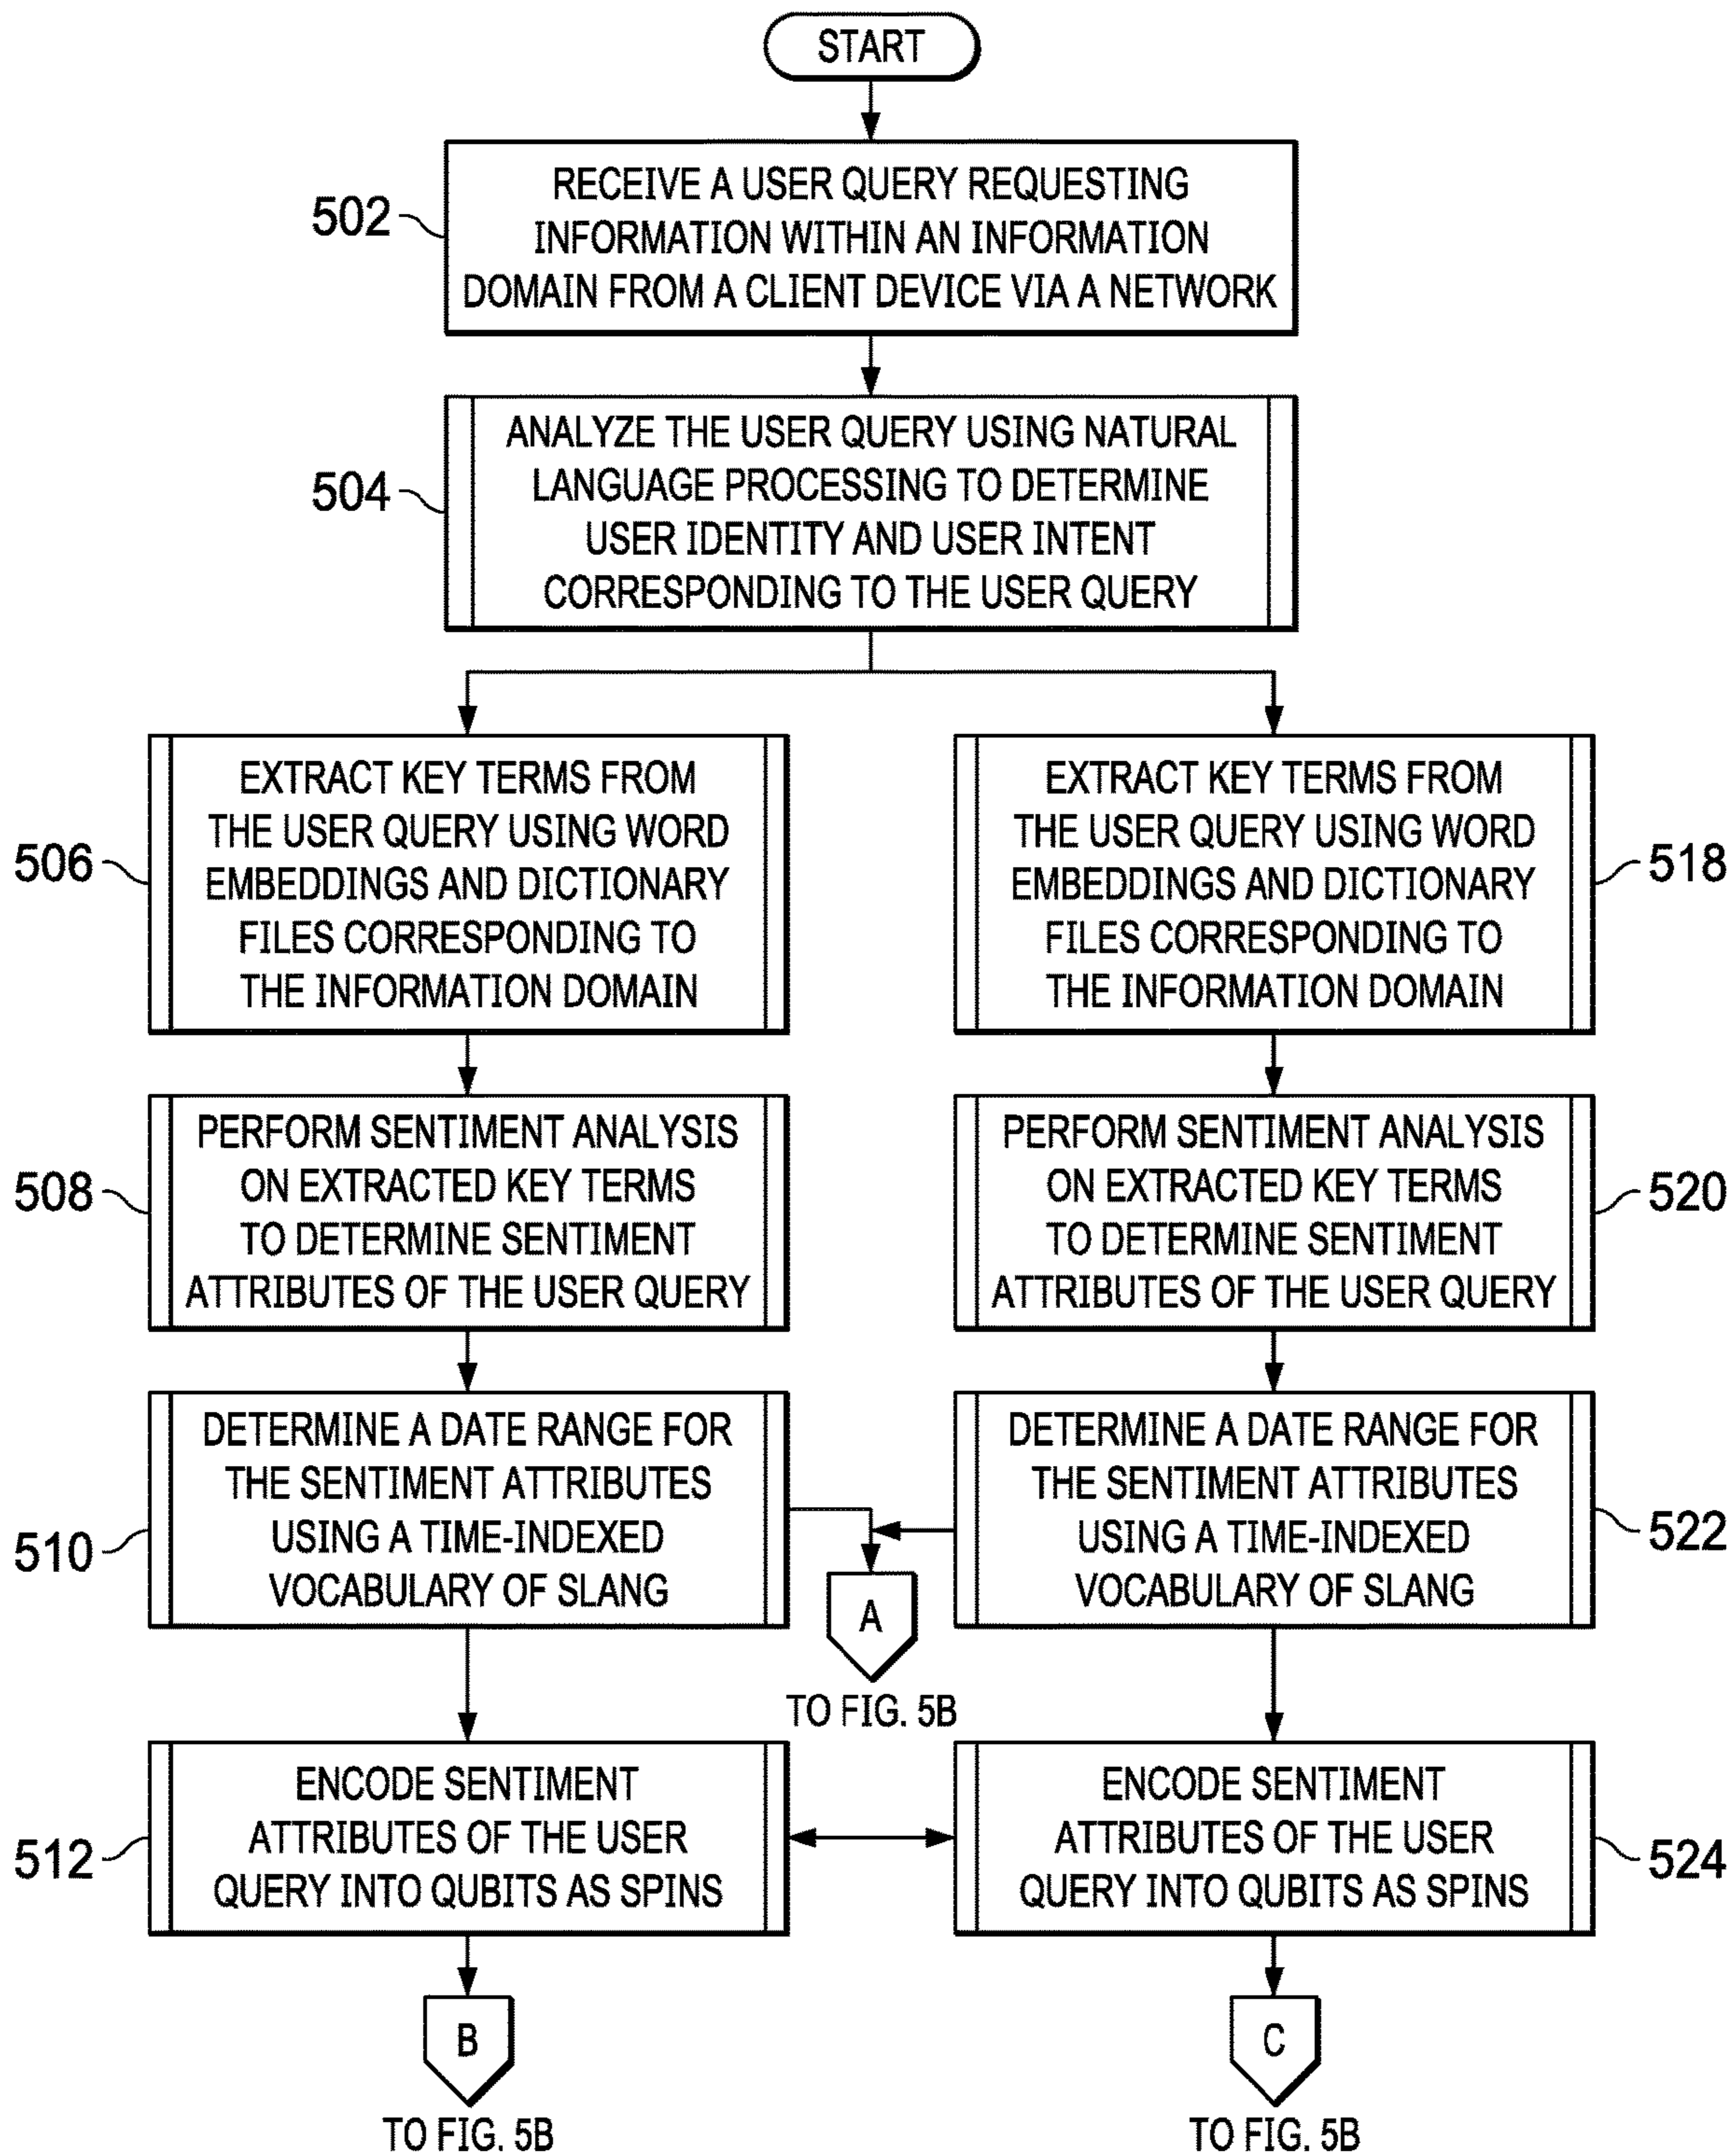 START
502
RECEIVE A USER QUERY REQUESTING
INFORMATION WITHIN AN INFORMATION
DOMAIN FROM A CLIENT DEVICE VIA A NETWORK
504
ANALYZE THE USER QUERY USING NATURAL
LANGUAGE PROCESSING TO DETERMINE
USER IDENTITY AND USER INTENT
CORRESPONDING TO THE USER QUERY
506
EXTRACT KEY TERMS FROM
THE USER QUERY USING WORD
EMBEDDINGS AND DICTIONARY
FILES CORRESPONDING TO
THE INFORMATION DOMAIN
EXTRACT KEY TERMS FROM
THE USER QUERY USING WORD
EMBEDDINGS AND DICTIONARY
FILES CORRESPONDING TO
THE INFORMATION DOMAIN
518
508
PERFORM SENTIMENT ANALYSIS
ON EXTRACTED KEY TERMS
TO DETERMINE SENTIMENT
ATTRIBUTES OF THE USER QUERY
PERFORM SENTIMENT ANALYSIS
ON EXTRACTED KEY TERMS
TO DETERMINE SENTIMENT
ATTRIBUTES OF THE USER QUERY
520
510
DETERMINE A DATE RANGE FOR
THE SENTIMENT ATTRIBUTES
USING A TIME-INDEXED
VOCABULARY OF SLANG
DETERMINE A DATE RANGE FOR
THE SENTIMENT ATTRIBUTES
USING A TIME-INDEXED
VOCABULARY OF SLANG
522
A
TO FIG. 5B
512
ENCODE SENTIMENT
ATTRIBUTES OF THE USER
QUERY INTO QUBITS AS SPINS
ENCODE SENTIMENT
ATTRIBUTES OF THE USER
QUERY INTO QUBITS AS SPINS
524
B
TO FIG. 5B
C
TO FIG. 5B